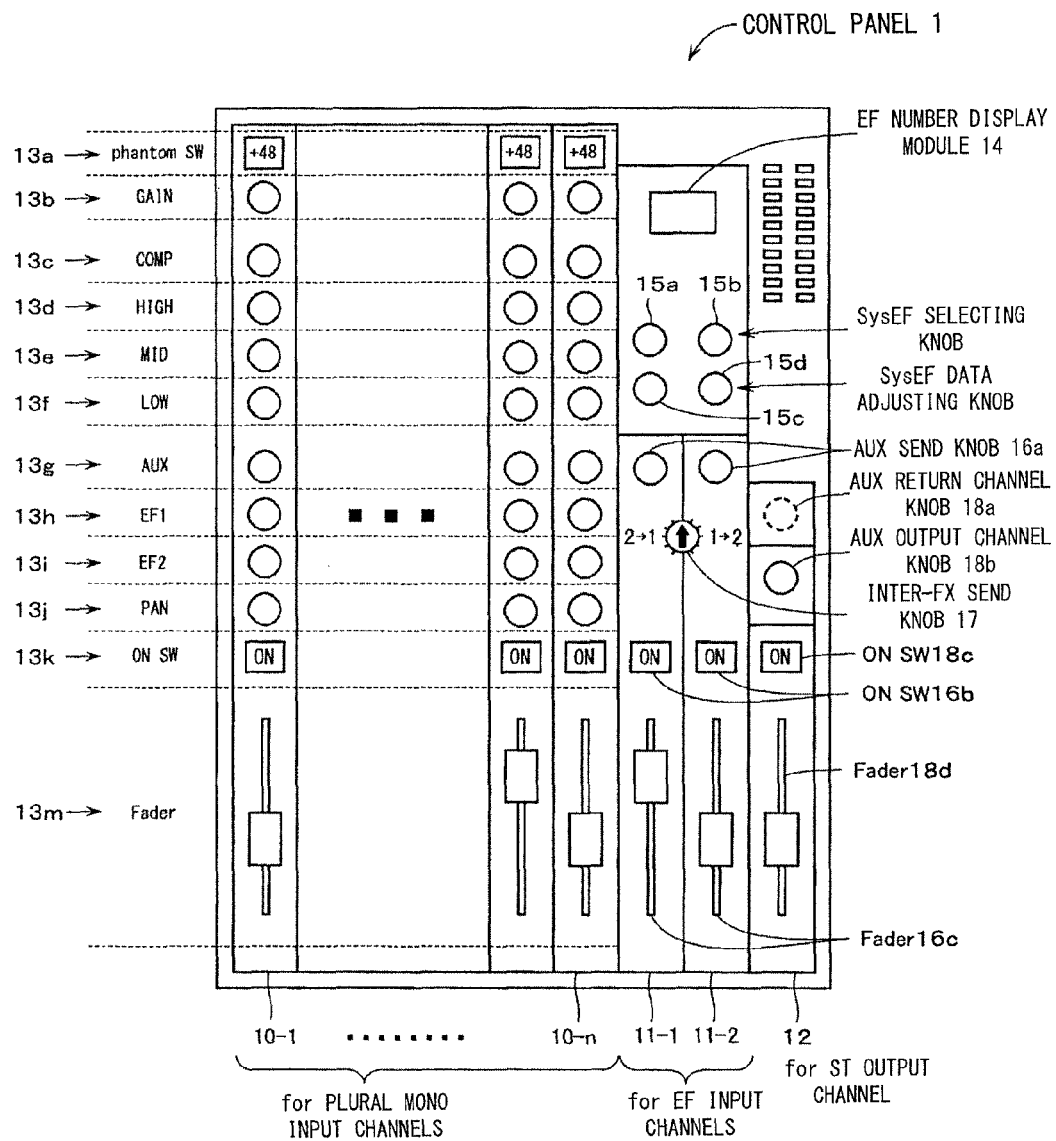 CONTROL PANEL 1
EF NUMBER DISPLAY
MODULE 14
13a→ phantom SW +48 +48 +48
13b→ GAIN
13c→ COMP
15a 15b
13d→ HIGH
SysEF SELECTING
KNOB
13e→ MID
15d
SysEF DATA
ADJUSTING KNOB
13f→ LOW
15c
13g→ AUX
AUX SEND KNOB 16a
AUX RETURN CHANNEL
KNOB 18a
13h→ EF1
2→1 1→2
AUX OUTPUT CHANNEL
KNOB 18b
13i→ EF2
INTER-FX SEND
KNOB 17
13j→ PAN
13k→ ON SW ON ON ON ON ON ON
ON SW18c
ON SW16b
Fader18d
13m→ Fader
Fader16c
10-1 10-n 11-1 11-2 12
for PLURAL MONO
INPUT CHANNELS
for EF INPUT
CHANNELS
for ST OUTPUT
CHANNEL